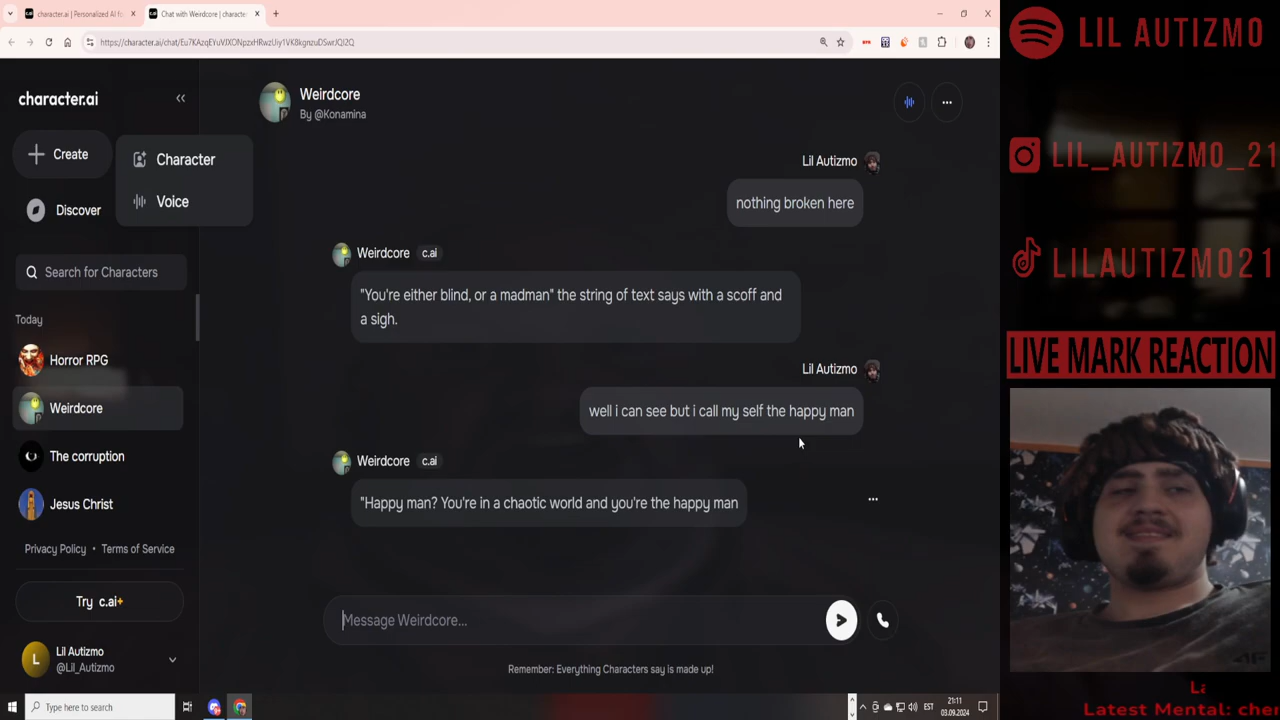 character.ai | Personalized AI fo
Chat with Weirdcore | characte
https://character.ai/chat/
character.ai
Create
Character
Voice
Discover
Search for Characters
Today
Horror RPG
Weirdcore
The corruption
Jesus Christ
Privacy Policy • Terms of Service
Try c.ai+
L
Lil Autizmo
@Lil_Autizmo
Weirdcore
By @Konamina
Lil Autizmo
nothing broken here
Weirdcore c.ai
"You're either blind, or a madman" the string of text says with a scoff and
a sigh.
Lil Autizmo
well i can see but i call my self the happy man
Weirdcore c.ai
"Happy man? You're in a chaotic world and you're the happy man
Message Weirdcore...
Remember: Everything Characters say is made up!
Type here to search
EST
21:11
03.09.2024
LIL AUTIZMO
LIL_AUTIZMO_21
LILAUTIZMO21
LIVE MARK REACTION
La
Latest Mental: cher